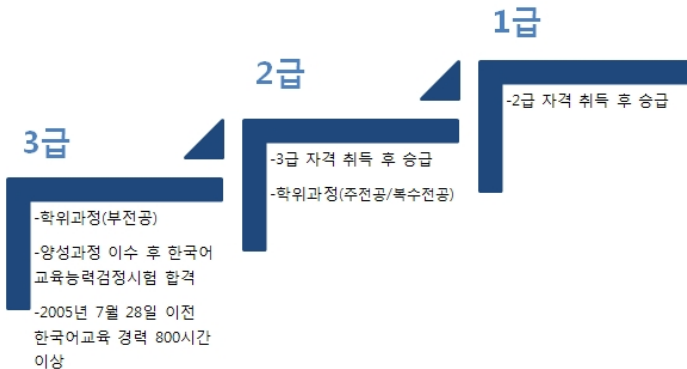 1급
-2급 자격 취득 후 승급
2급
-3급 자격 취득 후 승급
-학위과정(주전공/복수전공)
3급
-학위과정(부전공)
-양성과정 이수 후 한국어
교육능력검정시험 합격
-2005년 7월 28일 이전
한국어교육 경력 800시간
이상